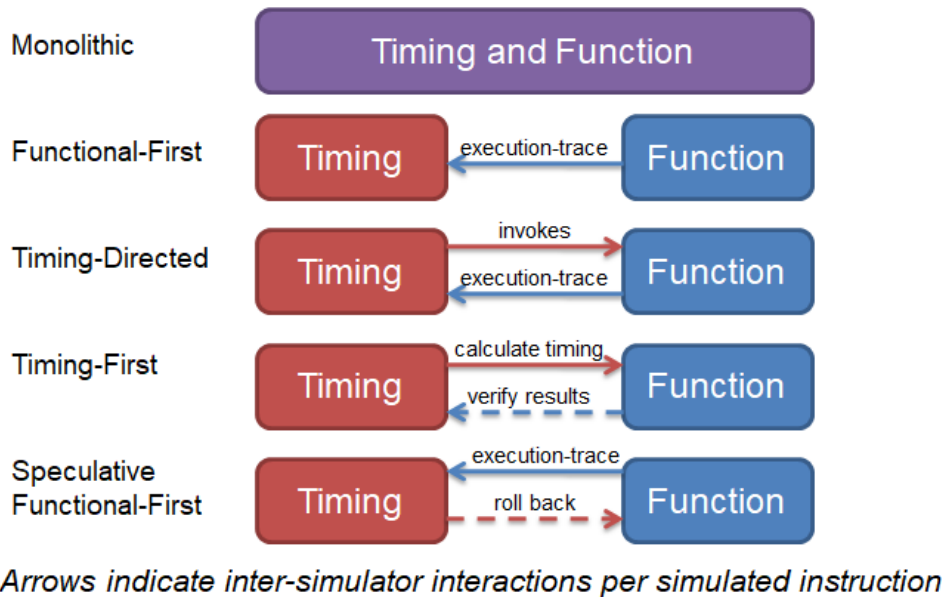 Monolithic
Timing and Function
Functional-First
Timing
execution-trace
Function
Timing-Directed
Timing
invokes
execution-trace
Function
Timing-First
Timing
calculate timing
verify results
Function
Speculative
Functional-First
Timing
execution-trace
roll back
Function
Arrows indicate inter-simulator interactions per simulated instruction